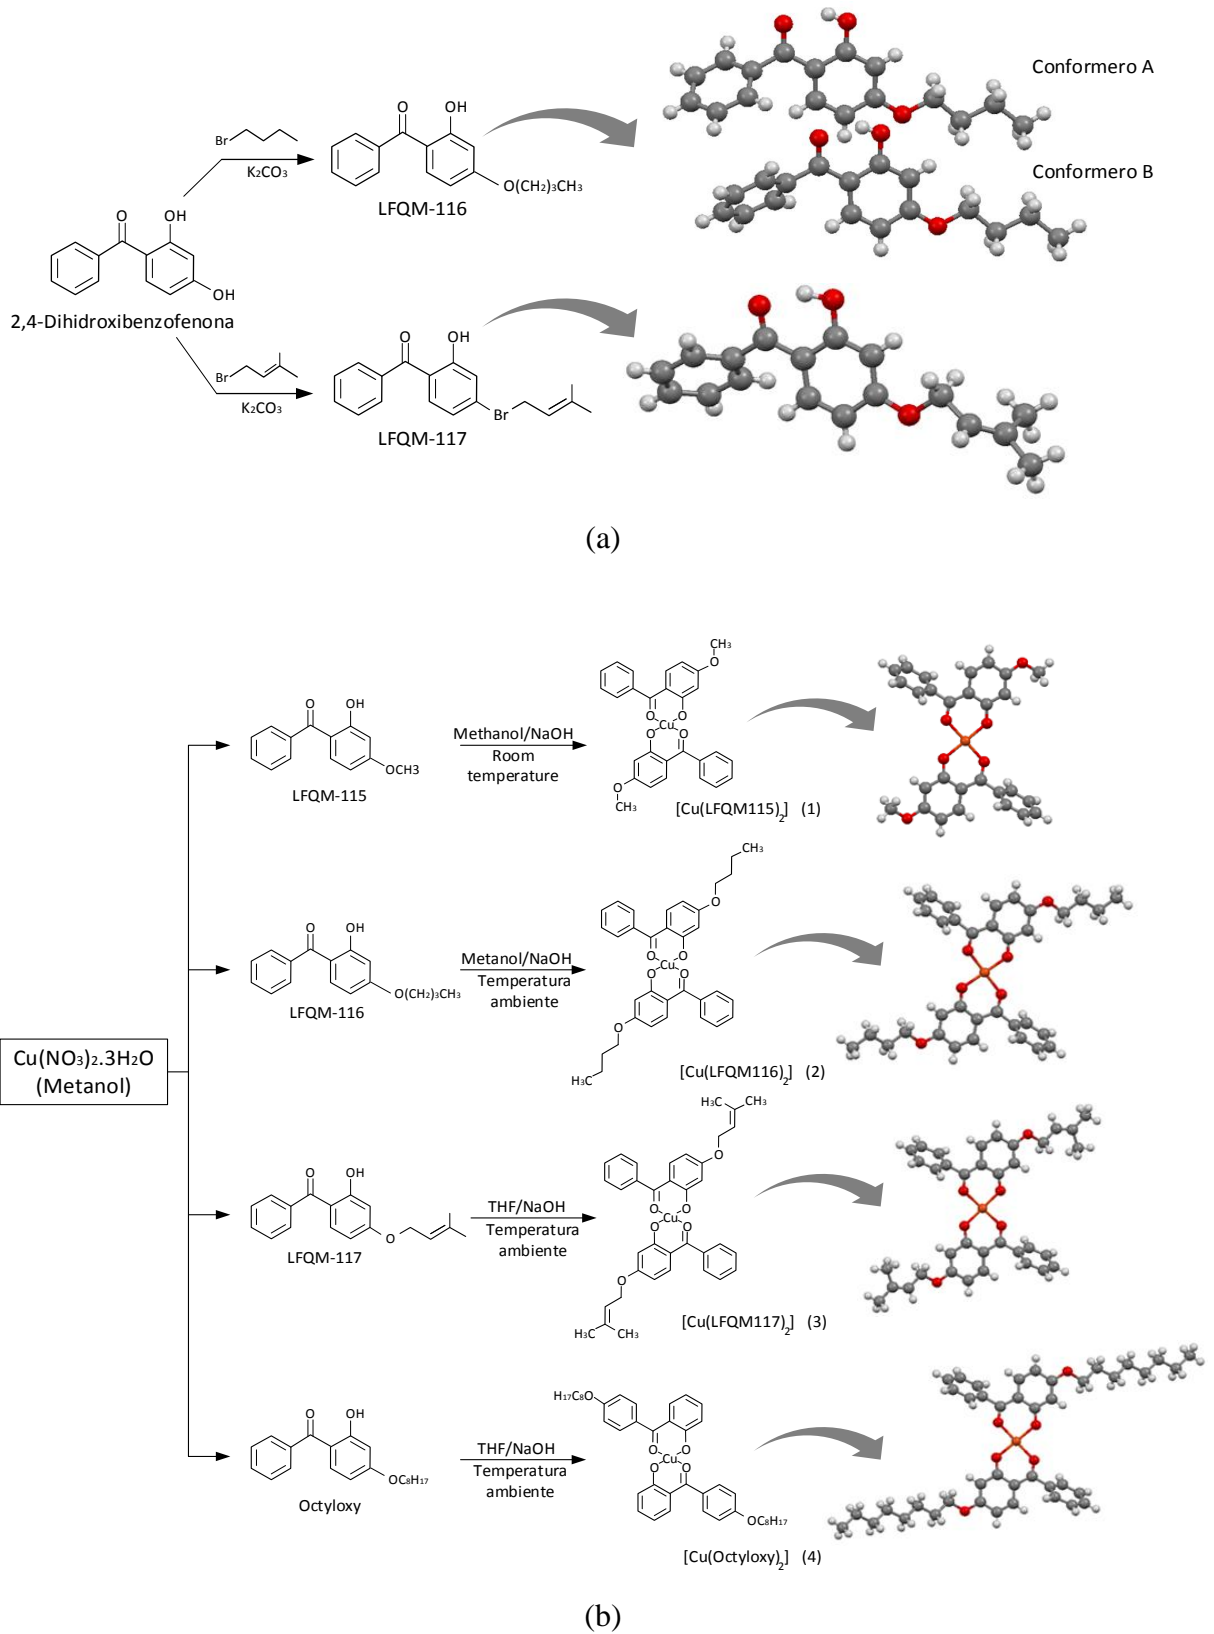 Conformero A
Br
K₂CO₃
O
OH
O(CH₂)₃CH₃
LFQM-116
Conformero B
O
OH
OH
2,4-Dihidroxibenzofenona
Br
K₂CO₃
O
OH
Br
LFQM-117
(a)
CH₃
O
O
O
Cu
O
O
O
CH₃
[Cu(LFQM115)₂] (1)
O
OH
OCH3
LFQM-115
Methanol/NaOH
Room
temperature
CH₃
O
O
O
Cu
O
O
O
H₃C
[Cu(LFQM116)₂] (2)
O
OH
O(CH₂)₃CH₃
LFQM-116
Metanol/NaOH
Temperatura
ambiente
Cu(NO₃)₂.3H₂O
(Metanol)
H₃C
CH₃
O
O
O
Cu
O
O
O
H₃C
CH₃
[Cu(LFQM117)₂] (3)
O
OH
O
LFQM-117
THF/NaOH
Temperatura
ambiente
H₁₇C₈O
O
O
Cu
O
O
OC₈H₁₇
[Cu(Octyloxy)₂] (4)
O
OH
OC₈H₁₇
Octyloxy
THF/NaOH
Temperatura
ambiente
(b)